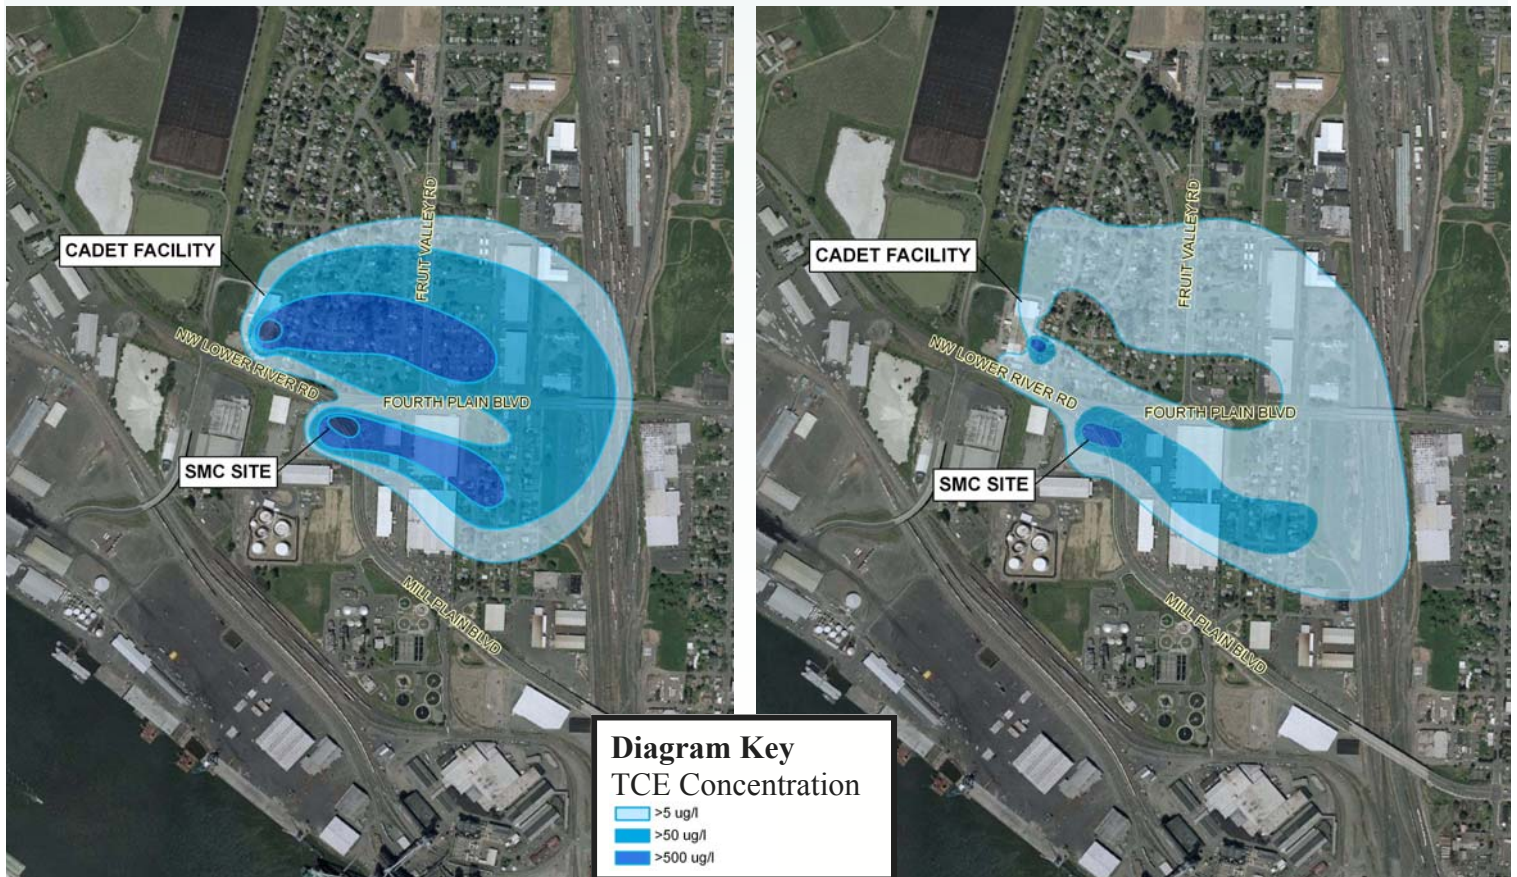 CADET FACILITY
FRUIT VALLEY RD
NW LOWER RIVER RD
FOURTH PLAIN BLVD
SMC SITE
MILL PLAIN BLVD
CADET FACILITY
FRUIT VALLEY RD
NW LOWER RIVER RD
FOURTH PLAIN BLVD
SMC SITE
MILL PLAIN BLVD
Diagram Key
TCE Concentration
>5 ug/l
>50 ug/l
>500 ug/l